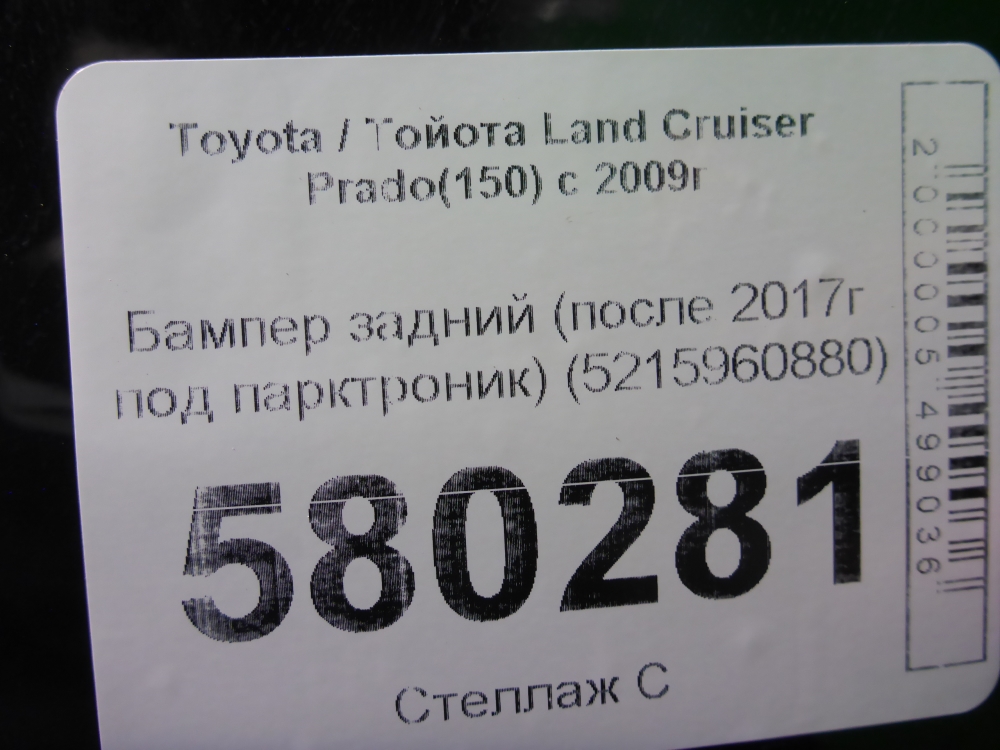 Toyota / Тойота Land Cruiser
Prado(150) с 2009г
Бампер задний (после 2017г
под парктроник) (5215960880)
580281
Стеллаж С
2000005499036